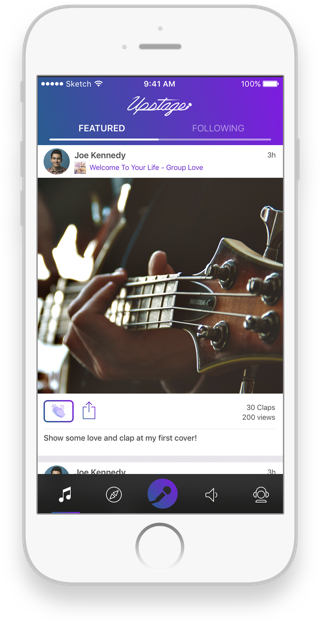 Sketch 9:41 AM 100%
Upstage
FEATURED FOLLOWING
Joe Kennedy 3h
Welcome To Your Life - Group Love
30 Claps
200 views
Show some love and clap at my first cover!
Joe Kennedy 3h